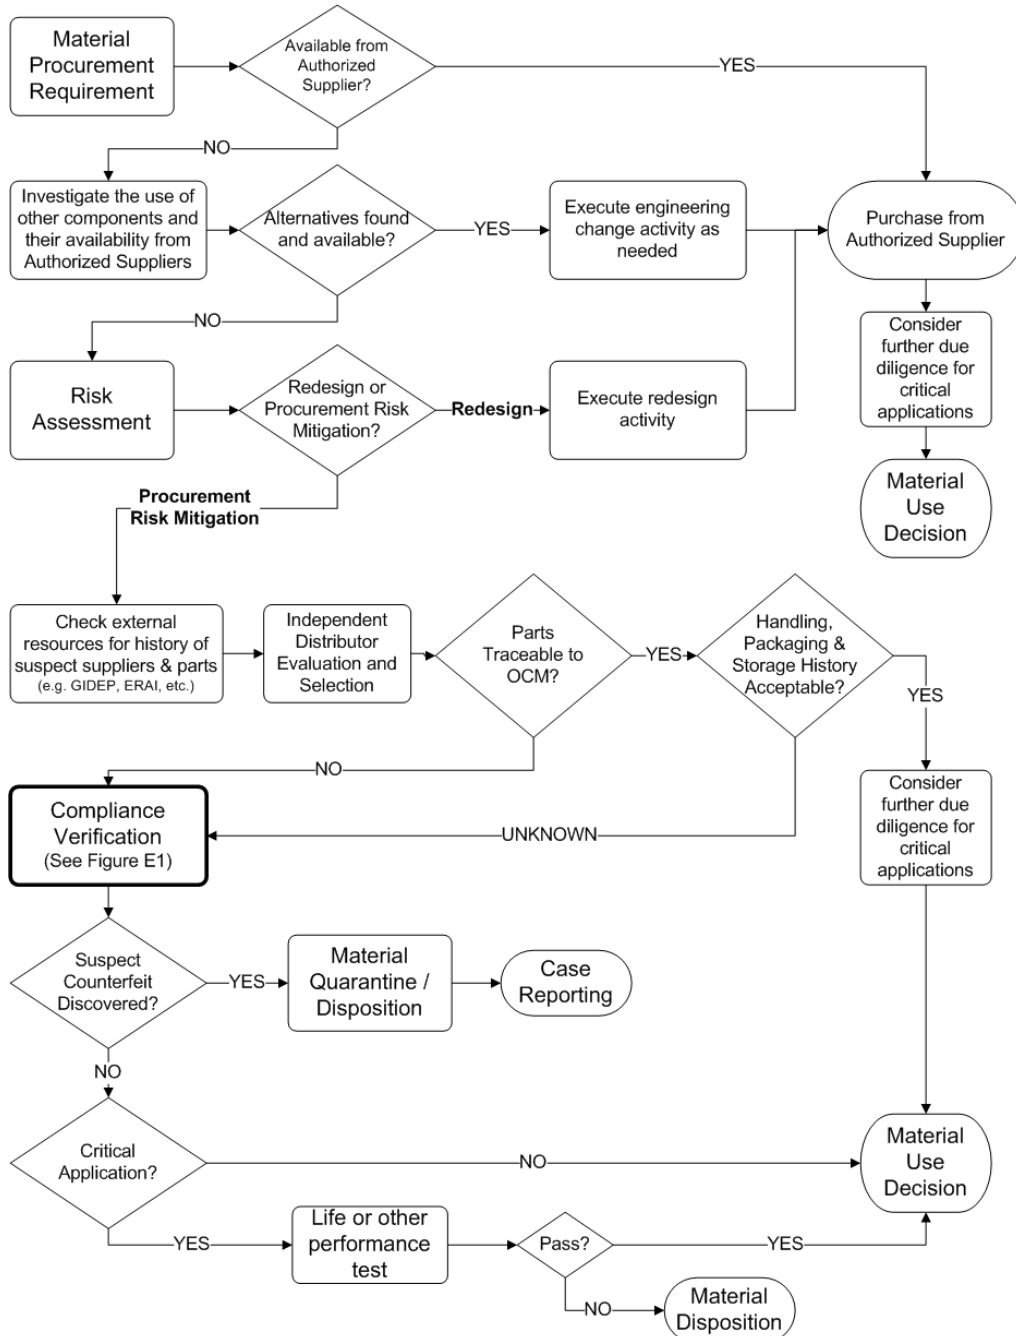 Material
Procurement
Requirement
Available from
Authorized
Supplier?
YES
NO
Investigate the use of
other components and
their availability from
Authorized Suppliers
Alternatives found
and available?
YES
Execute engineering
change activity as
needed
Purchase from
Authorized Supplier
NO
Consider
further due
diligence for
critical
applications
Risk
Assessment
Redesign or
Procurement Risk
Mitigation?
Redesign
Execute redesign
activity
Material
Use
Decision
Procurement
Risk Mitigation
Check external
resources for history of
suspect suppliers & parts
(e.g. GIDEP, ERAI, etc.)
Independent
Distributor
Evaluation and
Selection
Parts
Traceable to
OCM?
YES
Handling,
Packaging &
Storage History
Acceptable?
YES
NO
Compliance
Verification
(See Figure E1)
UNKNOWN
Consider
further due
diligence for
critical
applications
Suspect
Counterfeit
Discovered?
YES
Material
Quarantine /
Disposition
Case
Reporting
NO
Critical
Application?
NO
Material
Use
Decision
YES
Life or other
performance
test
Pass?
YES
NO
Material
Disposition